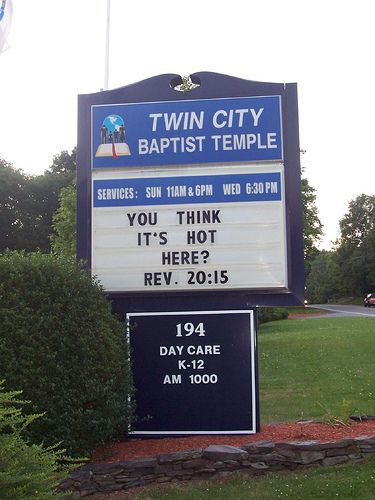 TWIN CITY
BAPTIST TEMPLE
SERVICES: SUN 11AM & 6PM WED 6:30 PM
YOU THINK
IT'S HOT
HERE?
REV. 20:15
194
DAY CARE
K-12
AM 1000